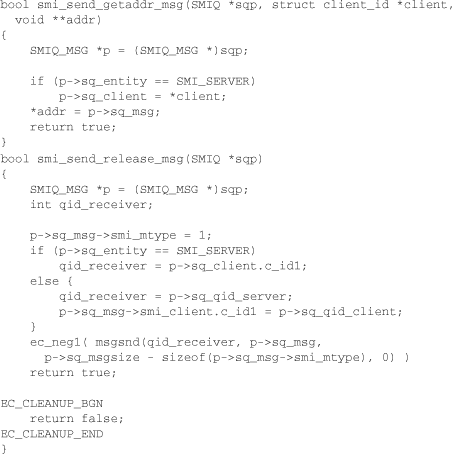 bool smi_send_getaddr_msg(SMIQ *sqp, struct client_id *client,
  void **addr)
{
    SMIQ_MSG *p = (SMIQ_MSG *)sqp;

    if (p->sq_entity == SMI_SERVER)
        p->sq_client = *client;
    *addr = p->sq_msg;
    return true;
}
bool smi_send_release_msg(SMIQ *sqp)
{
    SMIQ_MSG *p = (SMIQ_MSG *)sqp;
    int qid_receiver;

    p->sq_msg->smi_mtype = 1;
    if (p->sq_entity == SMI_SERVER)
        qid_receiver = p->sq_client.c_id1;
    else {
        qid_receiver = p->sq_qid_server;
        p->sq_msg->smi_client.c_id1 = p->sq_qid_client;
    }
    ec_neg1( msgsnd(qid_receiver, p->sq_msg,
      p->sq_msgsize - sizeof(p->sq_msg->smi_mtype), 0) )
    return true;

EC_CLEANUP_BGN
    return false;
EC_CLEANUP_END
}